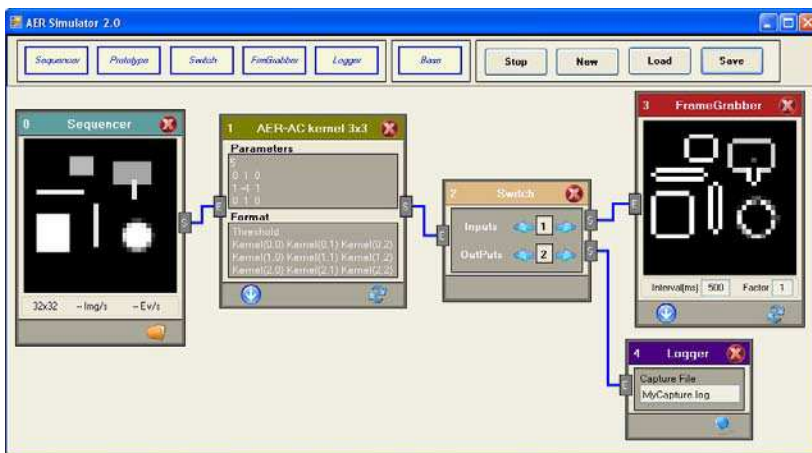 AER Simulator 2.0
Sequencer
Prototype
Switch
FrmGrabber
Logger
Base
Stop
New
Load
Save
0 Sequencer
32x32 -- Img/s -- Ev/s
S
1 AER-AC kernel 3x3
Parameters
5
0 1 0
1 -4 1
0 1 0
Format
Threshold
Kernel(0,0) Kernel(0,1) Kernel(0,2)
Kernel(1,0) Kernel(1,1) Kernel(1,2)
Kernel(2,0) Kernel(2,1) Kernel(2,2)
E
S
2 Switch
Inputs 1
OutPuts 2
E
S
S
3 FrameGrabber
Interval(ms) 500 Factor 1
E
4 Logger
Capture File
MyCapture.log
E